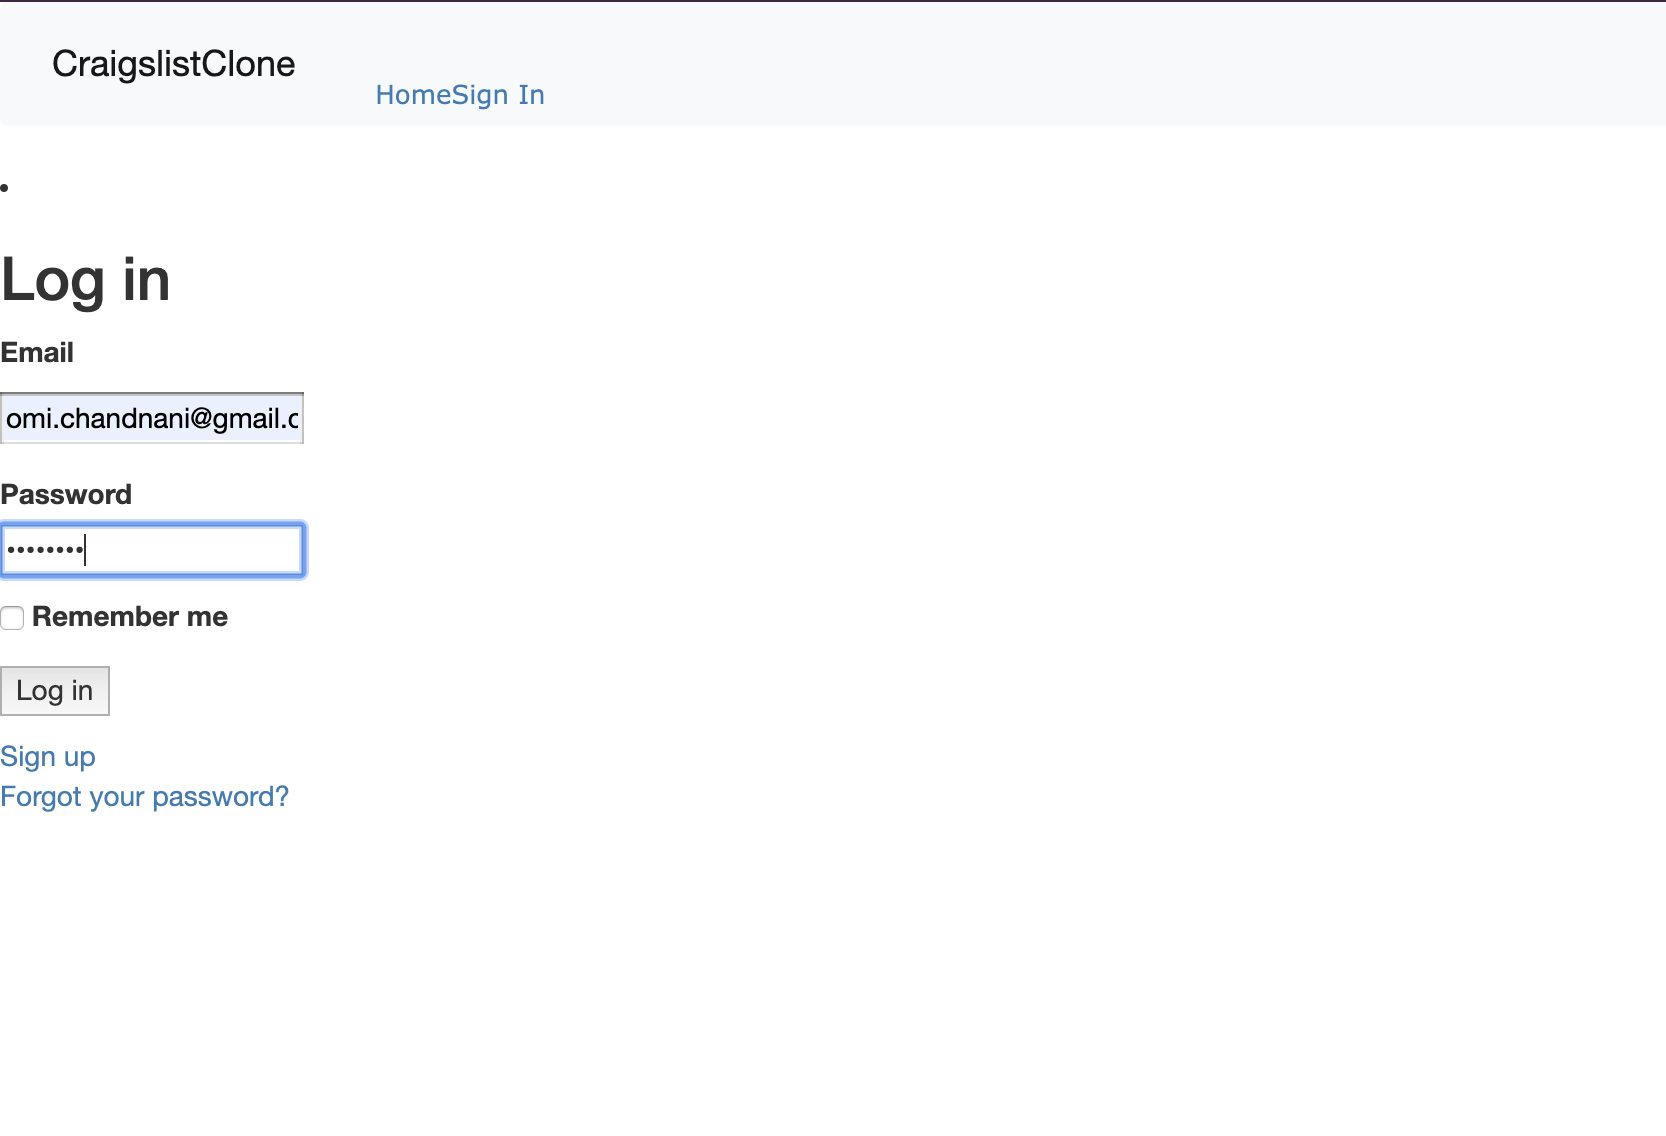 CraigslistClone
HomeSign In
•
Log in
Email
omi.chandnani@gmail.c
Password
••••••••
Remember me
Log in
Sign up
Forgot your password?